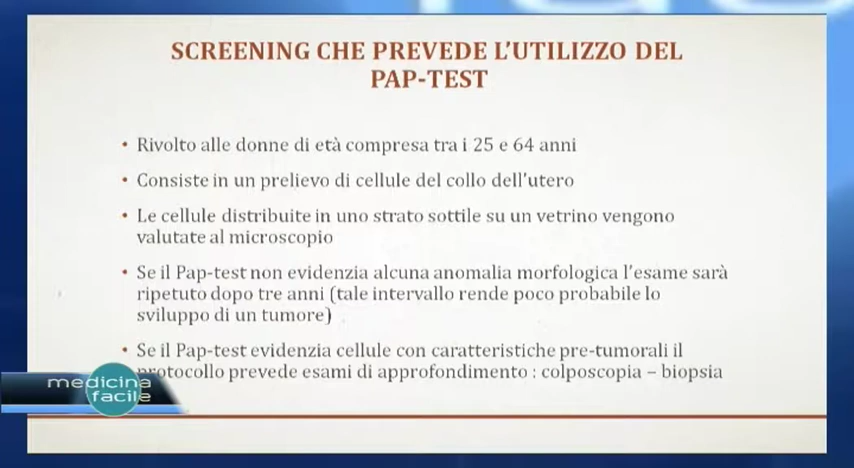 SCREENING CHE PREVEDE L'UTILIZZO DEL
PAP-TEST
• Rivolto alle donne di età compresa tra i 25 e 64 anni
• Consiste in un prelievo di cellule del collo dell'utero
• Le cellule distribuite in uno strato sottile su un vetrino vengono
valutate al microscopio
• Se il Pap-test non evidenzia alcuna anomalia morfologica l'esame sarà
ripetuto dopo tre anni (tale intervallo rende poco probabile lo
sviluppo di un tumore)
• Se il Pap-test evidenzia cellule con caratteristiche pre-tumorali il
protocollo prevede esami di approfondimento : colposcopia – biopsia
medicina
facile